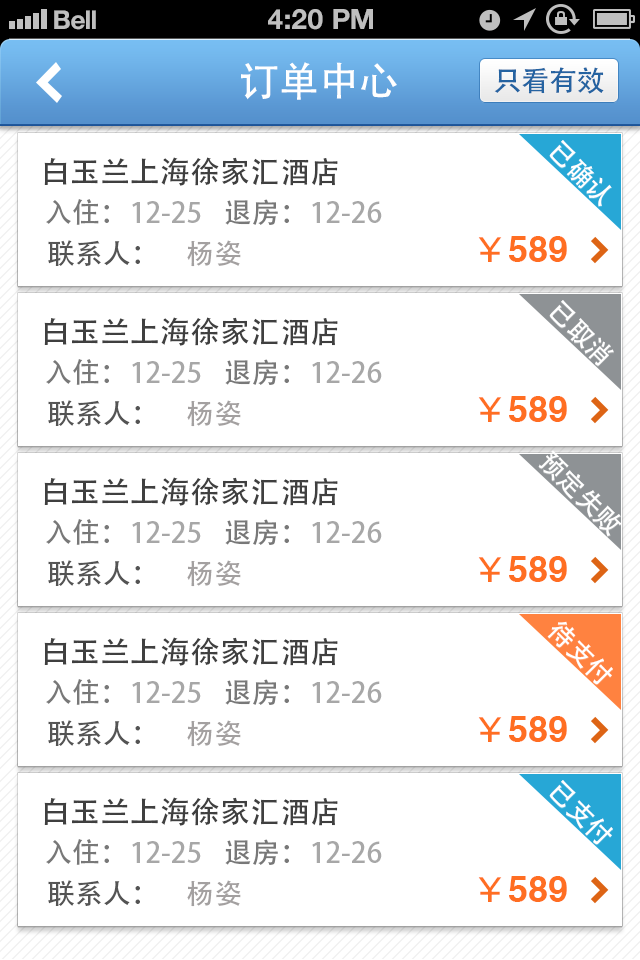 Bell 4:20 PM
订单中心 只看有效
白玉兰上海徐家汇酒店 已确认
入住： 12-25 退房： 12-26
联系人： 杨姿 ￥589
白玉兰上海徐家汇酒店 已取消
入住： 12-25 退房： 12-26
联系人： 杨姿 ￥589
白玉兰上海徐家汇酒店 预定失败
入住： 12-25 退房： 12-26
联系人： 杨姿 ￥589
白玉兰上海徐家汇酒店 待支付
入住： 12-25 退房： 12-26
联系人： 杨姿 ￥589
白玉兰上海徐家汇酒店 已支付
入住： 12-25 退房： 12-26
联系人： 杨姿 ￥589